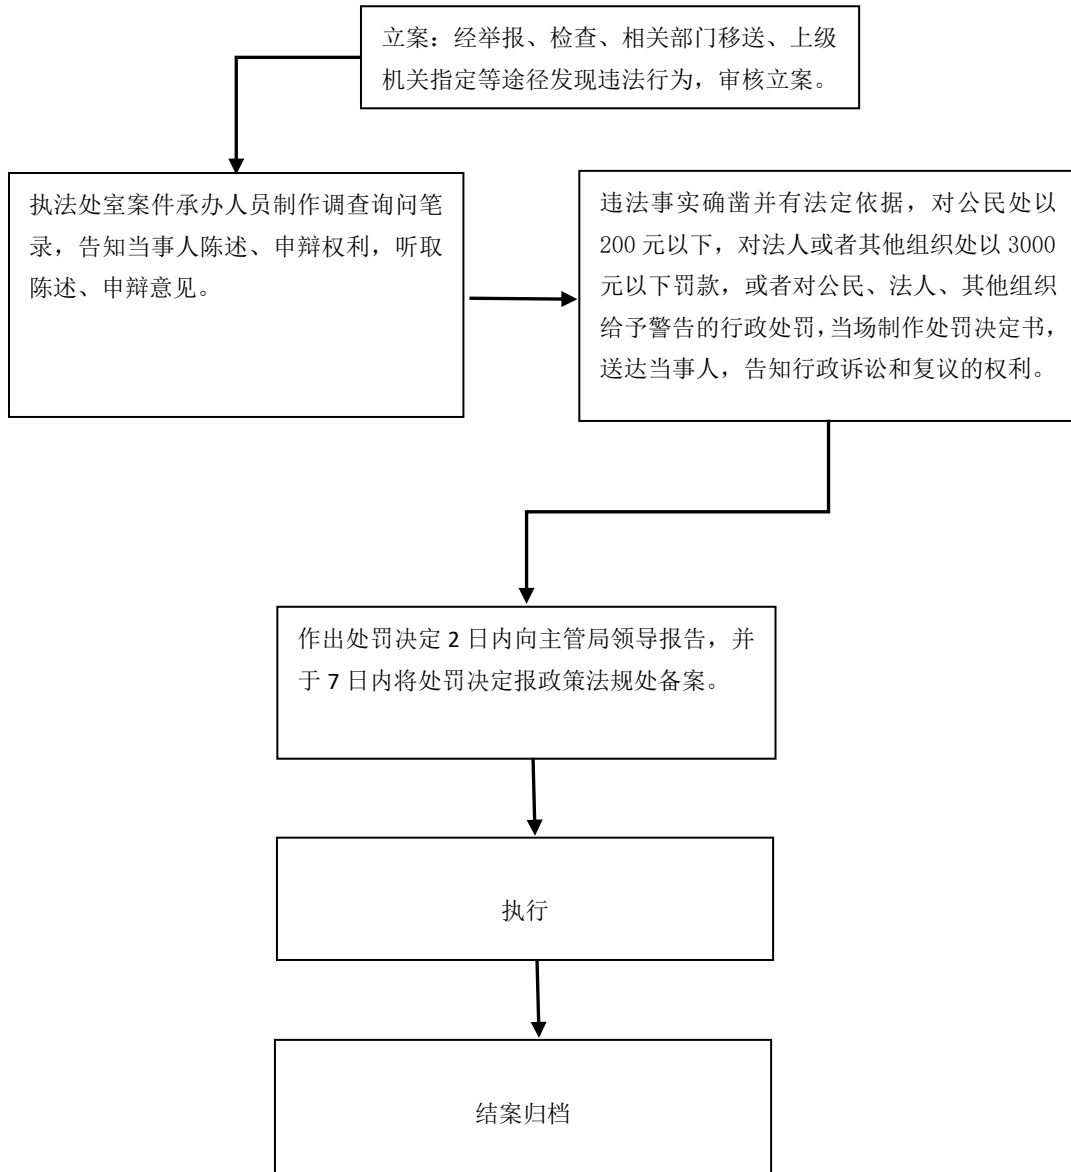 立案：经举报、检查、相关部门移送、上级
机关指定等途径发现违法行为，审核立案。
执法处室案件承办人员制作调查询问笔
录，告知当事人陈述、申辩权利，听取
陈述、申辩意见。
违法事实确凿并有法定依据，对公民处以
200 元以下，对法人或者其他组织处以 3000
元以下罚款，或者对公民、法人、其他组织
给予警告的行政处罚，当场制作处罚决定书，
送达当事人，告知行政诉讼和复议的权利。
作出处罚决定 2 日内向主管局领导报告，并
于 7 日内将处罚决定报政策法规处备案。
执行
结案归档